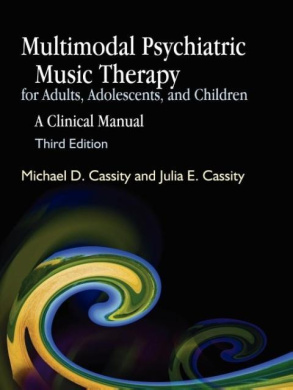 Multimodal Psychiatric
Music Therapy
for Adults, Adolescents, and Children
A Clinical Manual
Third Edition
Michael D. Cassity and Julia E. Cassity